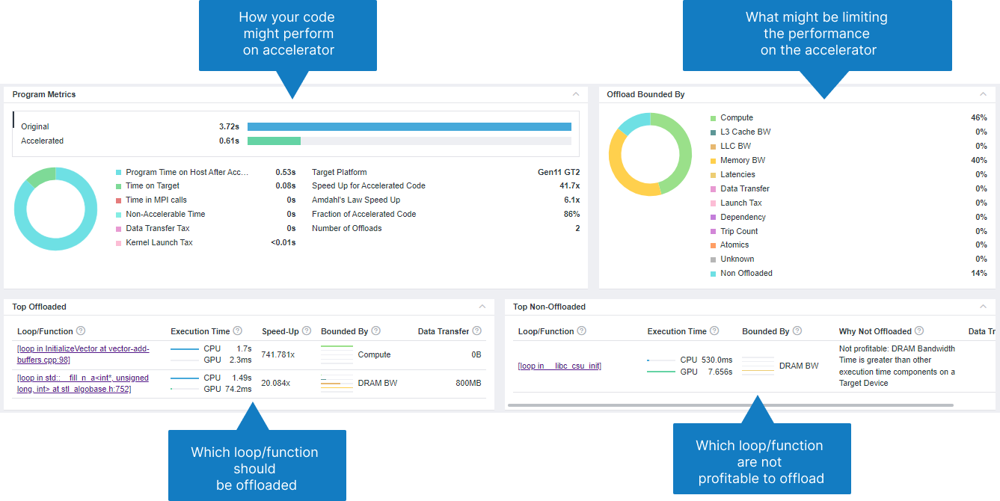 How your code
might perform
on accelerator
What might be limiting
the performance
on the accelerator
Program Metrics
Original 3.72s
Accelerated 0.61s
Program Time on Host After Acc... 0.53s
Time on Target 0.08s
Time in MPI calls 0s
Non-Accelerable Time 0s
Data Transfer Tax 0s
Kernel Launch Tax <0.01s
Target Platform Gen11 GT2
Speed Up for Accelerated Code 41.7x
Amdahl's Law Speed Up 6.1x
Fraction of Accelerated Code 86%
Number of Offloads 2
Offload Bounded By
Compute 46%
L3 Cache BW 0%
LLC BW 0%
Memory BW 40%
Latencies 0%
Data Transfer 0%
Launch Tax 0%
Dependency 0%
Trip Count 0%
Atomics 0%
Unknown 0%
Non Offloaded 14%
Top Offloaded
Loop/Function Execution Time Speed-Up Bounded By Data Transfer
[loop in InitializeVector at vector-add-
buffers.cpp:98]
CPU 1.7s
GPU 2.3ms
741.781x Compute 0B
[loop in std::__fill_n_a<int*, unsigned
long, int> at stl_algobase.h:752]
CPU 1.49s
GPU 74.2ms
20.084x DRAM BW 800MB
Top Non-Offloaded
Loop/Function Execution Time Bounded By Why Not Offloaded Data Tr
[loop in __libc_csu_init]
CPU 530.0ms
GPU 7.656s
DRAM BW
Not profitable: DRAM Bandwidth
Time is greater than other
execution time components on a
Target Device
Which loop/function
should
be offloaded
Which loop/function
are not
profitable to offload